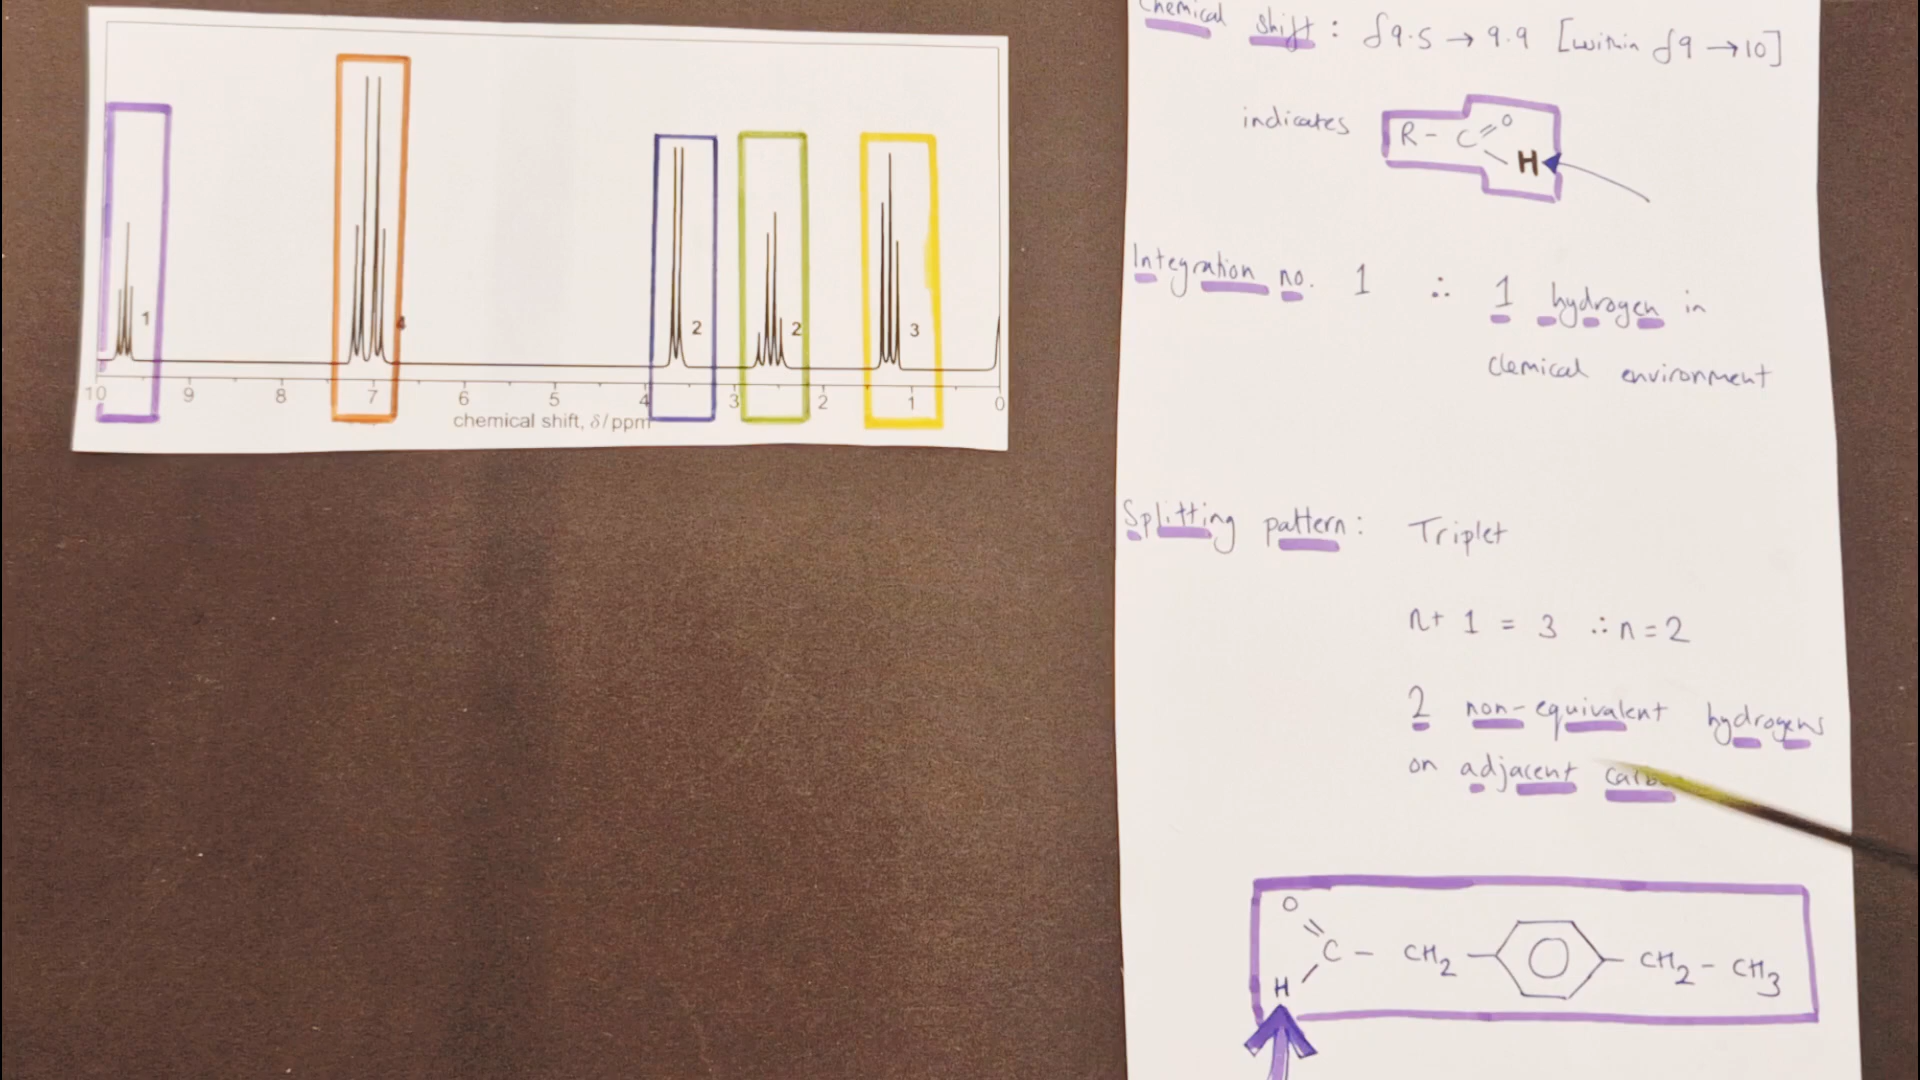 1
4
2
2
3
10 9 8 7 6 5 4 3 2 1 0
chemical shift, δ/ppm
Chemical shift : δ9.5 → 9.9 [within δ9 → 10]
indicates R - C = O
H
Integration no. 1 ∴ 1 hydrogen in
chemical environment
Splitting pattern : Triplet
n + 1 = 3 ∴ n = 2
2 non-equivalent hydrogens
on adjacent
O
C - CH2 - CH2 - CH3
H